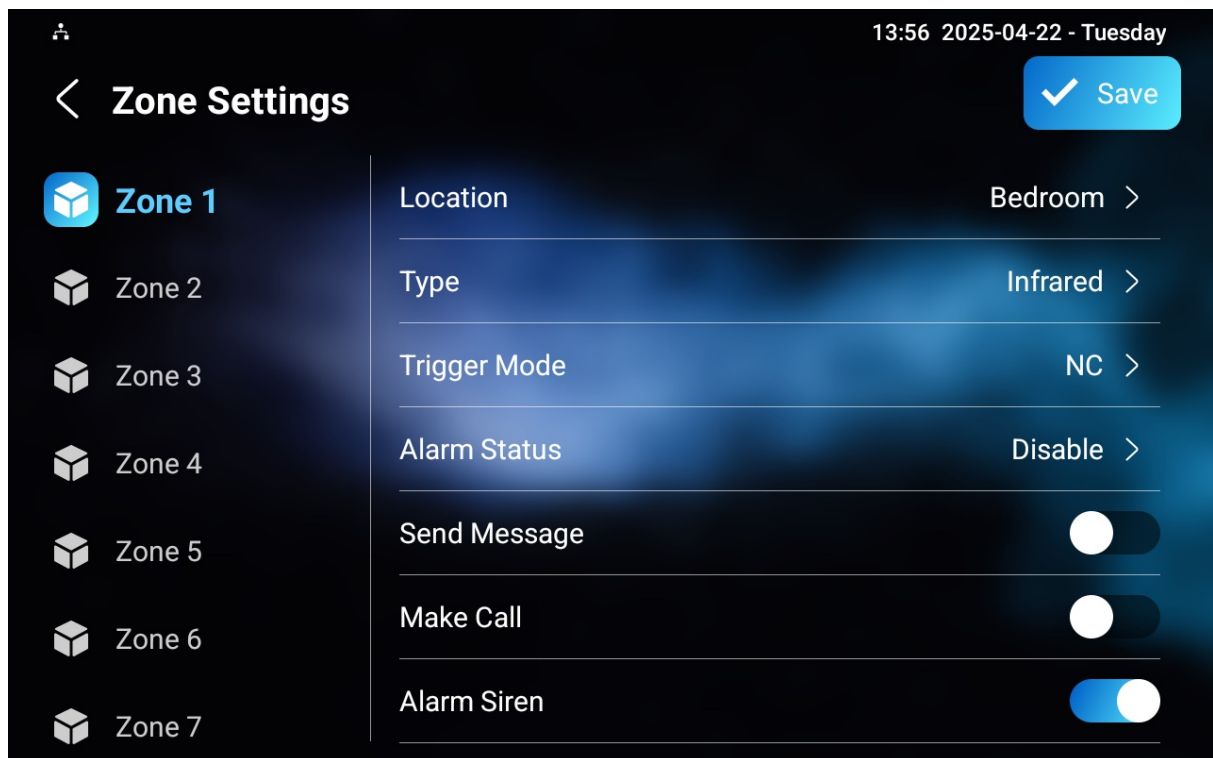 13:56 2025-04-22 - Tuesday
Zone Settings
Save
Zone 1
Zone 2
Zone 3
Zone 4
Zone 5
Zone 6
Zone 7
Location Bedroom
Type Infrared
Trigger Mode NC
Alarm Status Disable
Send Message
Make Call
Alarm Siren